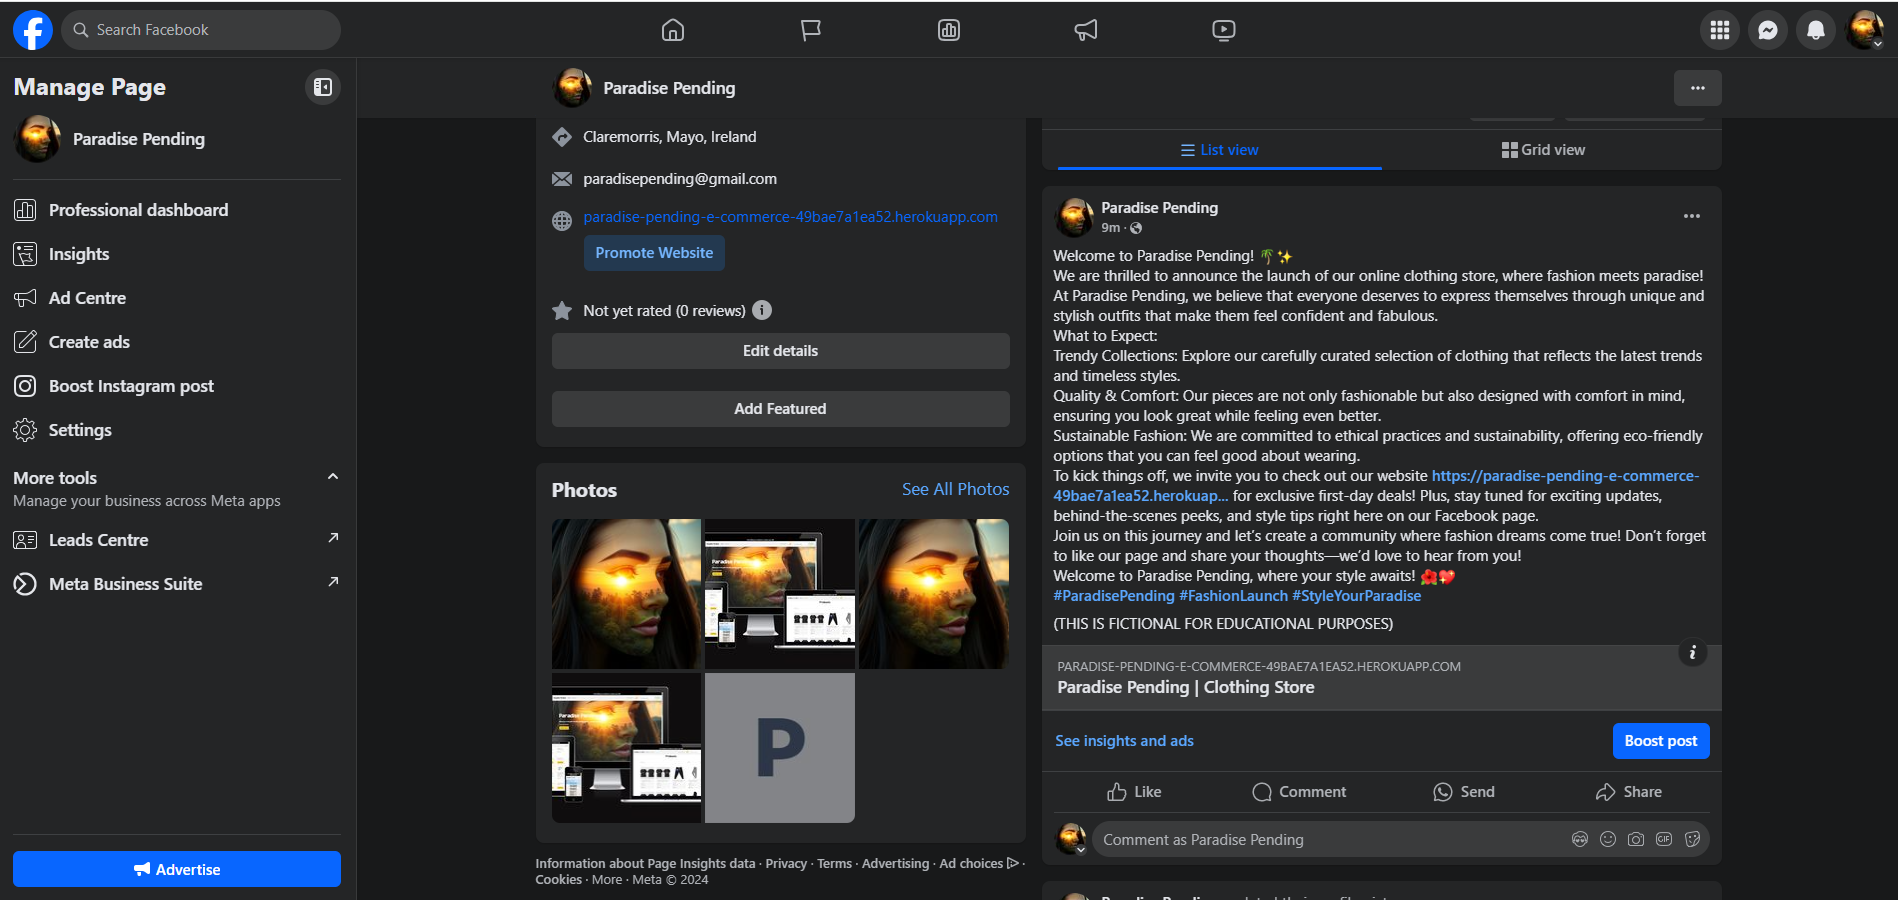 Search Facebook
Manage Page
Paradise Pending
Professional dashboard
Insights
Ad Centre
Create ads
Boost Instagram post
Settings
More tools
Manage your business across Meta apps
Leads Centre
Meta Business Suite
Advertise
Paradise Pending
Claremorris, Mayo, Ireland
paradisepending@gmail.com
paradise-pending-e-commerce-49bae7a1ea52.herokuapp.com
Promote Website
Not yet rated (0 reviews)
Edit details
Add Featured
Photos
See All Photos
P
Information about Page Insights data · Privacy · Terms · Advertising · Ad choices ·
Cookies · More · Meta © 2024
List view
Grid view
Paradise Pending
9m ·
Welcome to Paradise Pending! 🌴✨
We are thrilled to announce the launch of our online clothing store, where fashion meets paradise!
At Paradise Pending, we believe that everyone deserves to express themselves through unique and
stylish outfits that make them feel confident and fabulous.
What to Expect:
Trendy Collections: Explore our carefully curated selection of clothing that reflects the latest trends
and timeless styles.
Quality & Comfort: Our pieces are not only fashionable but also designed with comfort in mind,
ensuring you look great while feeling even better.
Sustainable Fashion: We are committed to ethical practices and sustainability, offering eco-friendly
options that you can feel good about wearing.
To kick things off, we invite you to check out our website https://paradise-pending-e-commerce-
49bae7a1ea52.herokuap... for exclusive first-day deals! Plus, stay tuned for exciting updates,
behind-the-scenes peeks, and style tips right here on our Facebook page.
Join us on this journey and let’s create a community where fashion dreams come true! Don’t forget
to like our page and share your thoughts—we’d love to hear from you!
Welcome to Paradise Pending, where your style awaits! 🌺💖
#ParadisePending #FashionLaunch #StyleYourParadise
(THIS IS FICTIONAL FOR EDUCATIONAL PURPOSES)
PARADISE-PENDING-E-COMMERCE-49BAE7A1EA52.HEROKUAPP.COM
Paradise Pending | Clothing Store
See insights and ads
Boost post
Like
Comment
Send
Share
Comment as Paradise Pending
GIF